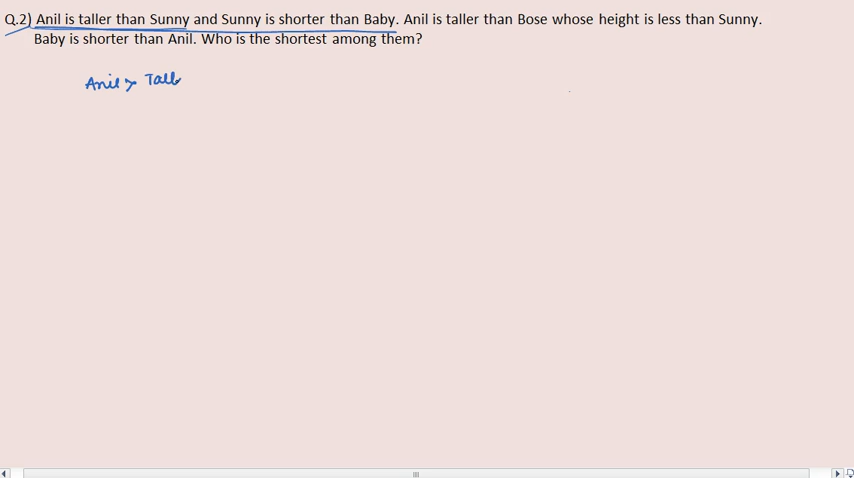 Q.2) Anil is taller than Sunny and Sunny is shorter than Baby. Anil is taller than Bose whose height is less than Sunny.
Baby is shorter than Anil. Who is the shortest among them?
Anil > Tall